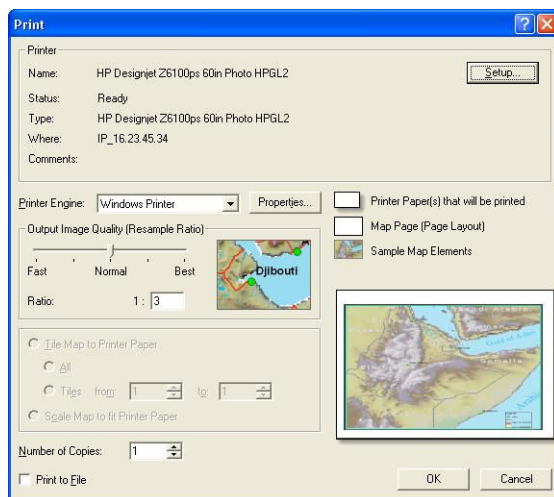 Print
Printer
Name: HP Designjet Z6100ps 60in Photo HPGL2
Setup...
Status: Ready
Type: HP Designjet Z6100ps 60in Photo HPGL2
Where: IP_16.23.45.34
Comments:
Printer Engine: Windows Printer Properties...
Printer Paper(s) that will be printed
Map Page (Page Layout)
Sample Map Elements
Output Image Quality (Resample Ratio)
Fast Normal Best
Ratio: 1 : 3
Djibouti
Tile Map to Printer Paper
All
Tiles from: 1 to: 1
Scale Map to fit Printer Paper
Number of Copies: 1
Print to File
OK Cancel